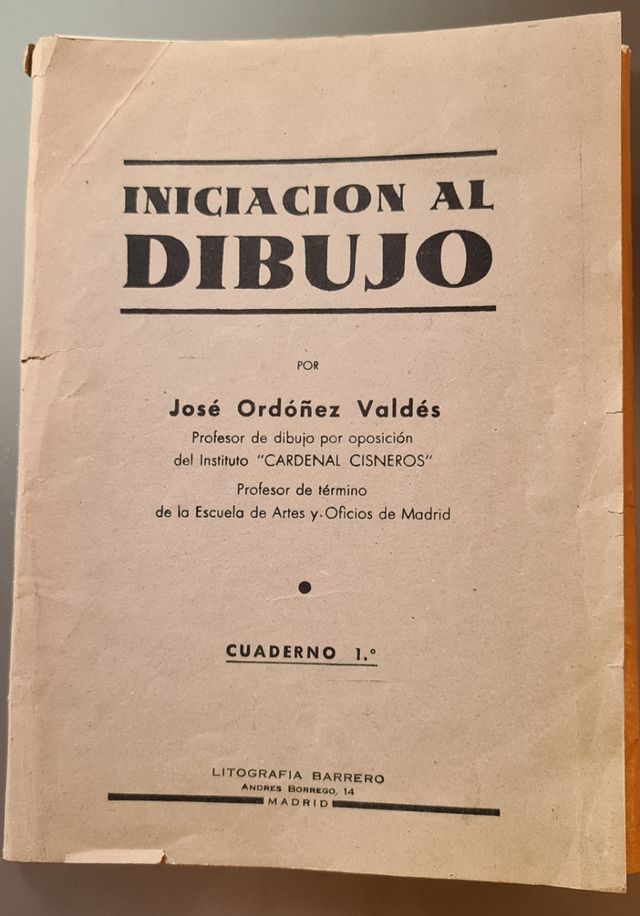 INICIACION AL
DIBUJO
POR
José Ordóñez Valdés
Profesor de dibujo por oposición
del Instituto "CARDENAL CISNEROS"
Profesor de término
de la Escuela de Artes y Oficios de Madrid
CUADERNO 1.º
LITOGRAFIA BARRERO
ANDRES BORREGO, 14
MADRID